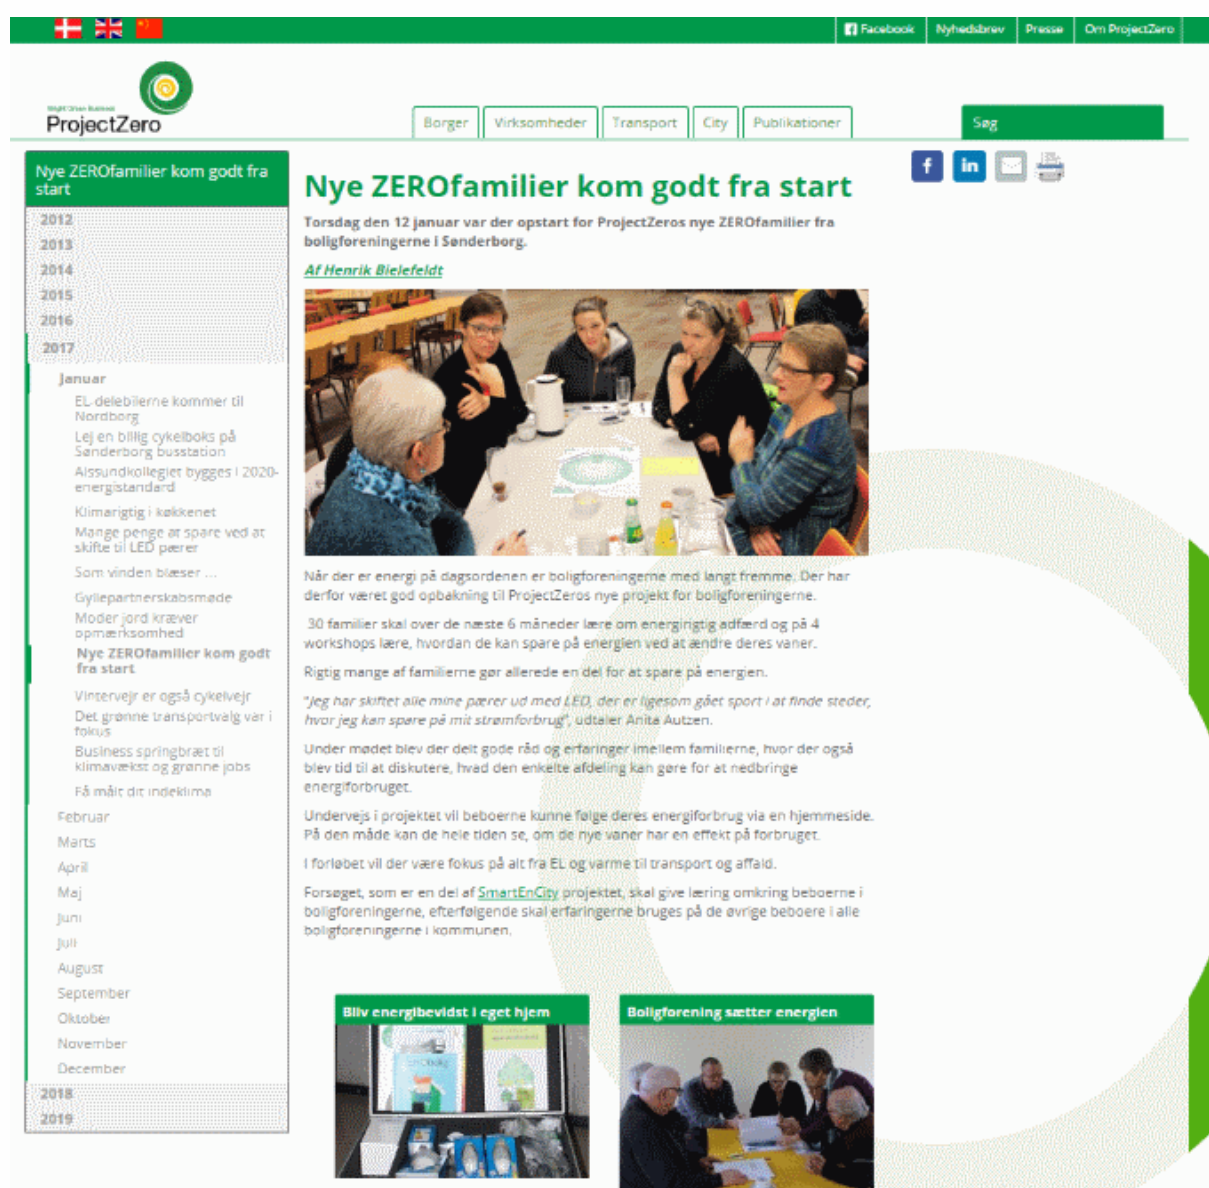 Facebook
Nyhedsbrev
Presse
Om ProjectZero
Bright Green Business
ProjectZero
Borger
Virksomheder
Transport
City
Publikationer
Søg
Nye ZEROfamilier kom godt fra
start
2012
2013
2014
2015
2016
2017
Januar
EL-delebilerne kommer til
Nordborg
Lej en billig cykelboks på
Sønderborg busstation
Alssundkollegiet bygges i 2020-
energistandard
Klimarigtig i køkkenet
Mange penge at spare ved at
skifte til LED pærer
Som vinden blæser ...
Gyllepartnerskabsmøde
Moder jord kræver
opmærksomhed
Nye ZEROfamilier kom godt
fra start
Vintervejr er også cykelvejr
Det grønne transportvalg var i
fokus
Business springbræt til
klimavækst og grønne jobs
Få målt dit indeklima
Februar
Marts
April
Maj
Juni
Juli
August
September
Oktober
November
December
2018
2019
Nye ZEROfamilier kom godt fra start
Torsdag den 12 januar var der opstart for ProjectZeros nye ZEROfamilier fra
boligforeningerne i Sønderborg.
Af Henrik Bielefeldt
Når der er energi på dagsordenen er boligforeningerne med langt fremme. Der har
derfor været god opbakning til ProjectZeros nye projekt for boligforeningerne.
30 familier skal over de næste 6 måneder lære om energirigtig adfærd og på 4
workshops lære, hvordan de kan spare på energien ved at ændre deres vaner.
Rigtig mange af familierne gør allerede en del for at spare på energien.
"Jeg har skiftet alle mine pærer ud med LED, der er ligesom gået sport i at finde steder,
hvor jeg kan spare på mit strømforbrug", udtaler Anita Autzen.
Under mødet blev der delt gode råd og erfaringer imellem familierne, hvor der også
blev tid til at diskutere, hvad den enkelte afdeling kan gøre for at nedbringe
energiforbruget.
Undervejs i projektet vil beboerne kunne følge deres energiforbrug via en hjemmeside.
På den måde kan de hele tiden se, om de nye vaner har en effekt på forbruget.
I forløbet vil der være fokus på alt fra EL og varme til transport og affald.
Forsøget, som er en del af SmartEnCity projektet, skal give læring omkring beboerne i
boligforeningerne, efterfølgende skal erfaringerne bruges på de øvrige beboere i alle
boligforeningerne i kommunen.
Bliv energibevidst i eget hjem
Boligforening sætter energien